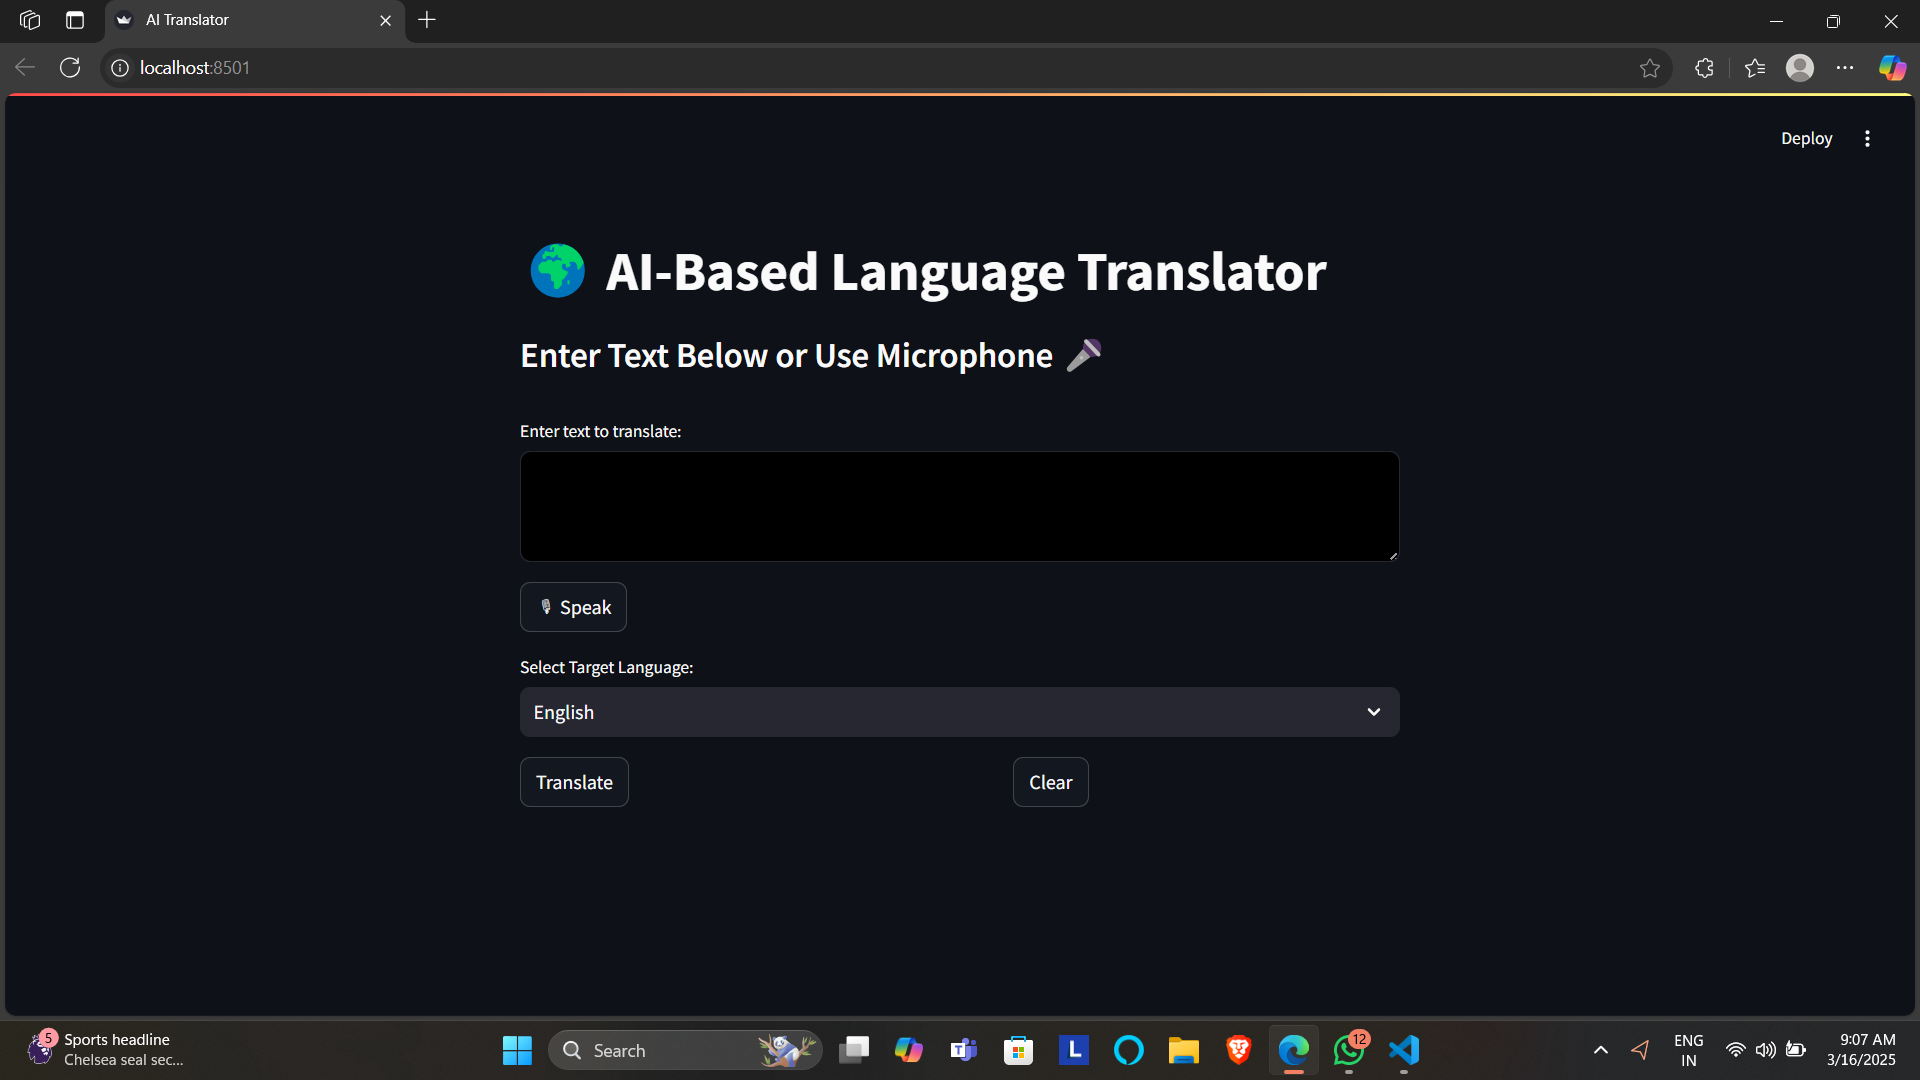 AI Translator
localhost:8501
Deploy
AI-Based Language Translator
Enter Text Below or Use Microphone
Enter text to translate:
Speak
Select Target Language:
English
Translate
Clear
5
Sports headline
Chelsea seal sec...
Search
T
L
12
ENG
IN
9:07 AM
3/16/2025